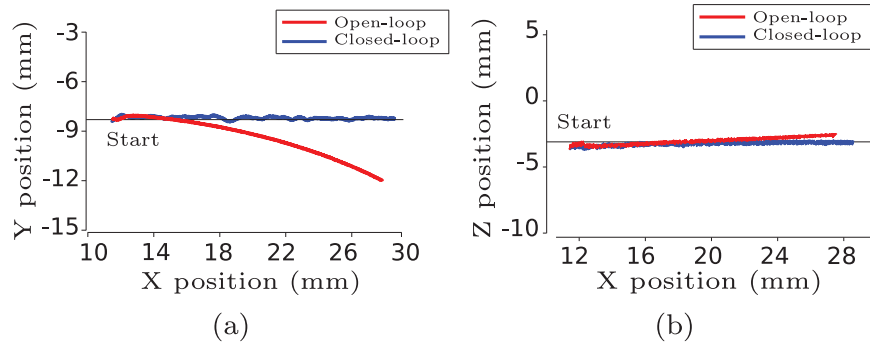 Open-loop
Closed-loop
-3
-6
-9
-12
-15
Y position (mm)
Start
10 14 18 22 26 30
X position (mm)
(a)
Open-loop
Closed-loop
5
0
-5
-10
Z position (mm)
Start
12 16 20 24 28
X position (mm)
(b)